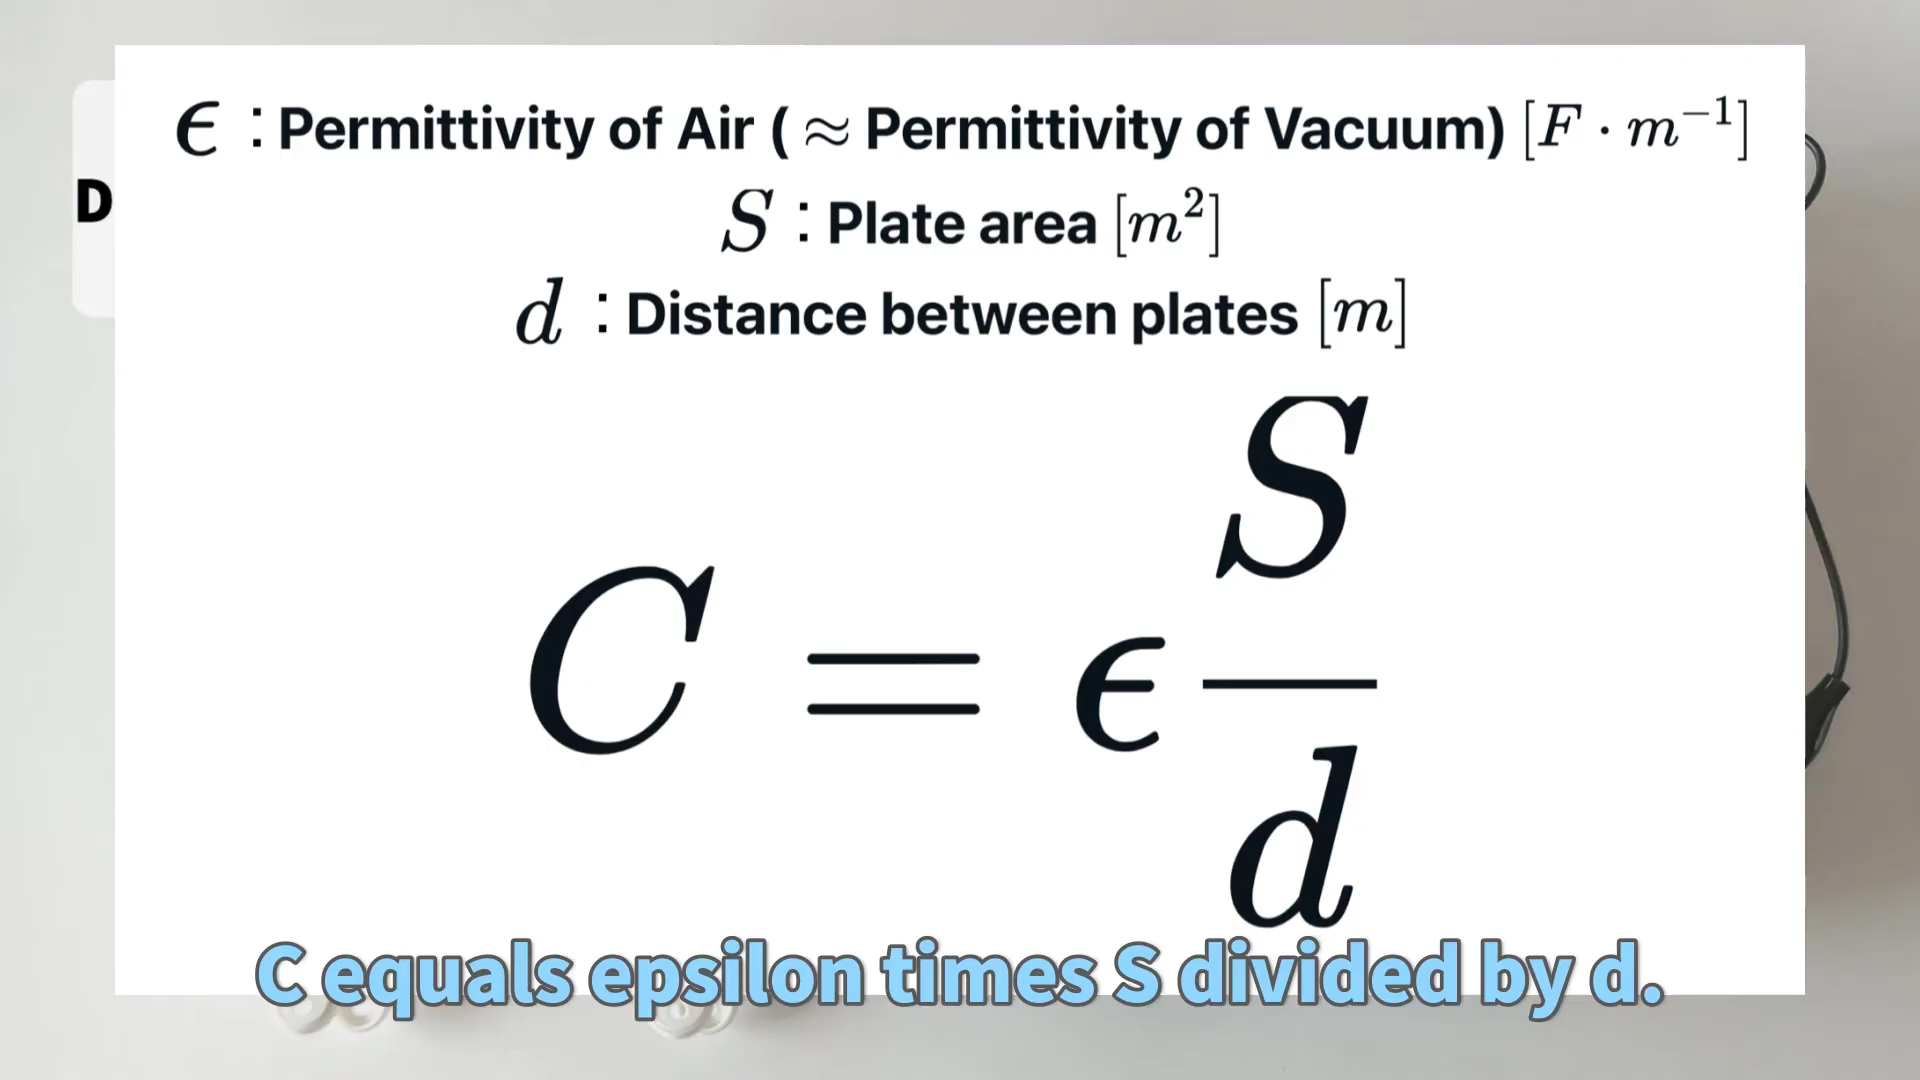 ϵ : Permittivity of Air ( ≈ Permittivity of Vacuum) [F · m⁻¹]
S : Plate area [m²]
d : Distance between plates [m]
D
C = ϵ S/d
C equals epsilon times S divided by d.